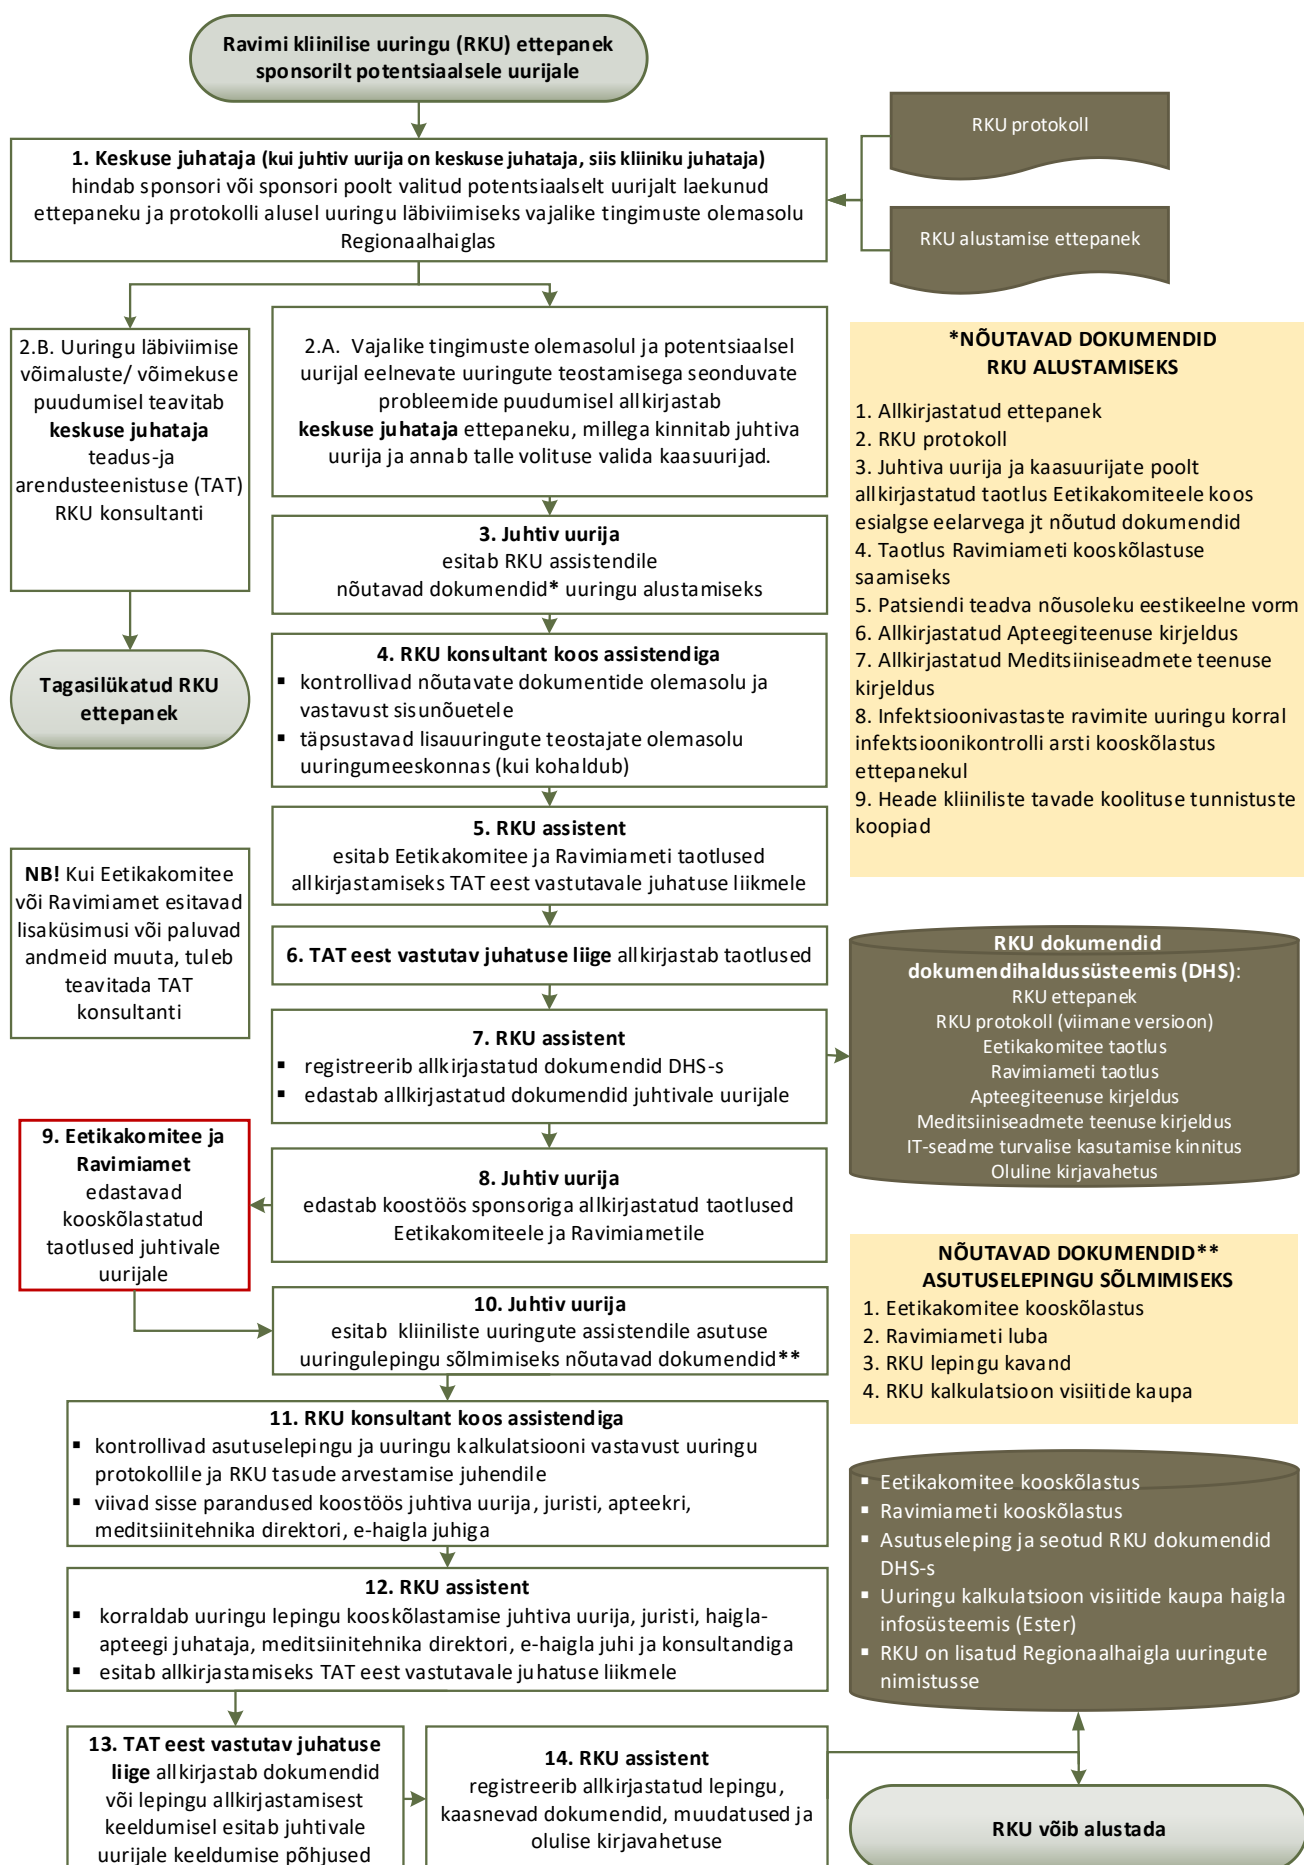 Ravimi kliinilise uuringu (RKU) ettepanek
sponsorilt potentsiaalsele uurijale
RKU protokoll
RKU alustamise ettepanek
1. Keskuse juhataja (kui juhtiv uurija on keskuse juhataja, siis kliiniku juhataja)
hindab sponsori või sponsori poolt valitud potentsiaalselt uurijalt laekunud
ettepaneku ja protokolli alusel uuringu läbiviimiseks vajalike tingimuste olemasolu
Regionaalhaiglas
2.B. Uuringu läbiviimise
võimaluste/ võimekuse
puudumisel teavitab
keskuse juhataja
teadus-ja
arendusteenistuse (TAT)
RKU konsultanti
Tagasilükatud RKU
ettepanek
2.A. Vajalike tingimuste olemasolul ja potentsiaalsel
uurijal eelnevate uuringute teostamisega seonduvate
probleemide puudumisel allkirjastab
keskuse juhataja ettepaneku, millega kinnitab juhtiva
uurija ja annab talle volituse valida kaasuurijad.
3. Juhtiv uurija
esitab RKU assistendile
nõutavad dokumendid* uuringu alustamiseks
4. RKU konsultant koos assistendiga
▪ kontrollivad nõutavate dokumentide olemasolu ja
vastavust sisunõuetele
▪ täpsustavad lisauuringute teostajate olemasolu
uuringumeeskonnas (kui kohaldub)
5. RKU assistent
esitab Eetikakomitee ja Ravimiameti taotlused
allkirjastamiseks TAT eest vastutavale juhatuse liikmele
6. TAT eest vastutav juhatuse liige allkirjastab taotlused
7. RKU assistent
▪ registreerib allkirjastatud dokumendid DHS-s
▪ edastab allkirjastatud dokumendid juhtivale uurijale
8. Juhtiv uurija
edastab koostöös sponsoriga allkirjastatud taotlused
Eetikakomiteele ja Ravimiametile
NB! Kui Eetikakomitee
või Ravimiamet esitavad
lisaküsimusi või paluvad
andmeid muuta, tuleb
teavitada TAT
konsultanti
9. Eetikakomitee ja
Ravimiamet
edastavad
kooskõlastatud
taotlused juhtivale
uurijale
10. Juhtiv uurija
esitab kliiniliste uuringute assistendile asutuse
uuringulepingu sõlmimiseks nõutavad dokumendid**
11. RKU konsultant koos assistendiga
▪ kontrollivad asutuselepingu ja uuringu kalkulatsiooni vastavust uuringu
protokollile ja RKU tasude arvestamise juhendile
▪ viivad sisse parandused koostöös juhtiva uurija, juristi, apteekri,
meditsiinitehnika direktori, e-haigla juhiga
12. RKU assistent
▪ korraldab uuringu lepingu kooskõlastamise juhtiva uurija, juristi, haigla-
apteegi juhataja, meditsiinitehnika direktori, e-haigla juhi ja konsultandiga
▪ esitab allkirjastamiseks TAT eest vastutavale juhatuse liikmele
13. TAT eest vastutav juhatuse
liige allkirjastab dokumendid
või lepingu allkirjastamisest
keeldumisel esitab juhtivale
uurijale keeldumise põhjused
14. RKU assistent
registreerib allkirjastatud lepingu,
kaasnevad dokumendid, muudatused ja
olulise kirjavahetuse
*NÕUTAVAD DOKUMENDID
RKU ALUSTAMISEKS
1. Allkirjastatud ettepanek
2. RKU protokoll
3. Juhtiva uurija ja kaasuurijate poolt
allkirjastatud taotlus Eetikakomiteele koos
esialgse eelarvega jt nõutud dokumendid
4. Taotlus Ravimiameti kooskõlastuse
saamiseks
5. Patsiendi teadva nõusoleku eestikeelne vorm
6. Allkirjastatud Apteegiteenuse kirjeldus
7. Allkirjastatud Meditsiiniseadmete teenuse
kirjeldus
8. Infektsioonivastaste ravimite uuringu korral
infektsioonikontrolli arsti kooskõlastus
ettepanekul
9. Heade kliiniliste tavade koolituse tunnistuste
koopiad
RKU dokumendid
dokumendihaldussüsteemis (DHS):
RKU ettepanek
RKU protokoll (viimane versioon)
Eetikakomitee taotlus
Ravimiameti taotlus
Apteegiteenuse kirjeldus
Meditsiiniseadmete teenuse kirjeldus
IT-seadme turvalise kasutamise kinnitus
Oluline kirjavahetus
NÕUTAVAD DOKUMENDID**
ASUTUSELEPINGU SÕLMIMISEKS
1. Eetikakomitee kooskõlastus
2. Ravimiameti luba
3. RKU lepingu kavand
4. RKU kalkulatsioon visiitide kaupa
▪ Eetikakomitee kooskõlastus
▪ Ravimiameti kooskõlastus
▪ Asutuseleping ja seotud RKU dokumendid
DHS-s
▪ Uuringu kalkulatsioon visiitide kaupa haigla
infosüsteemis (Ester)
▪ RKU on lisatud Regionaalhaigla uuringute
nimistusse
RKU võib alustada